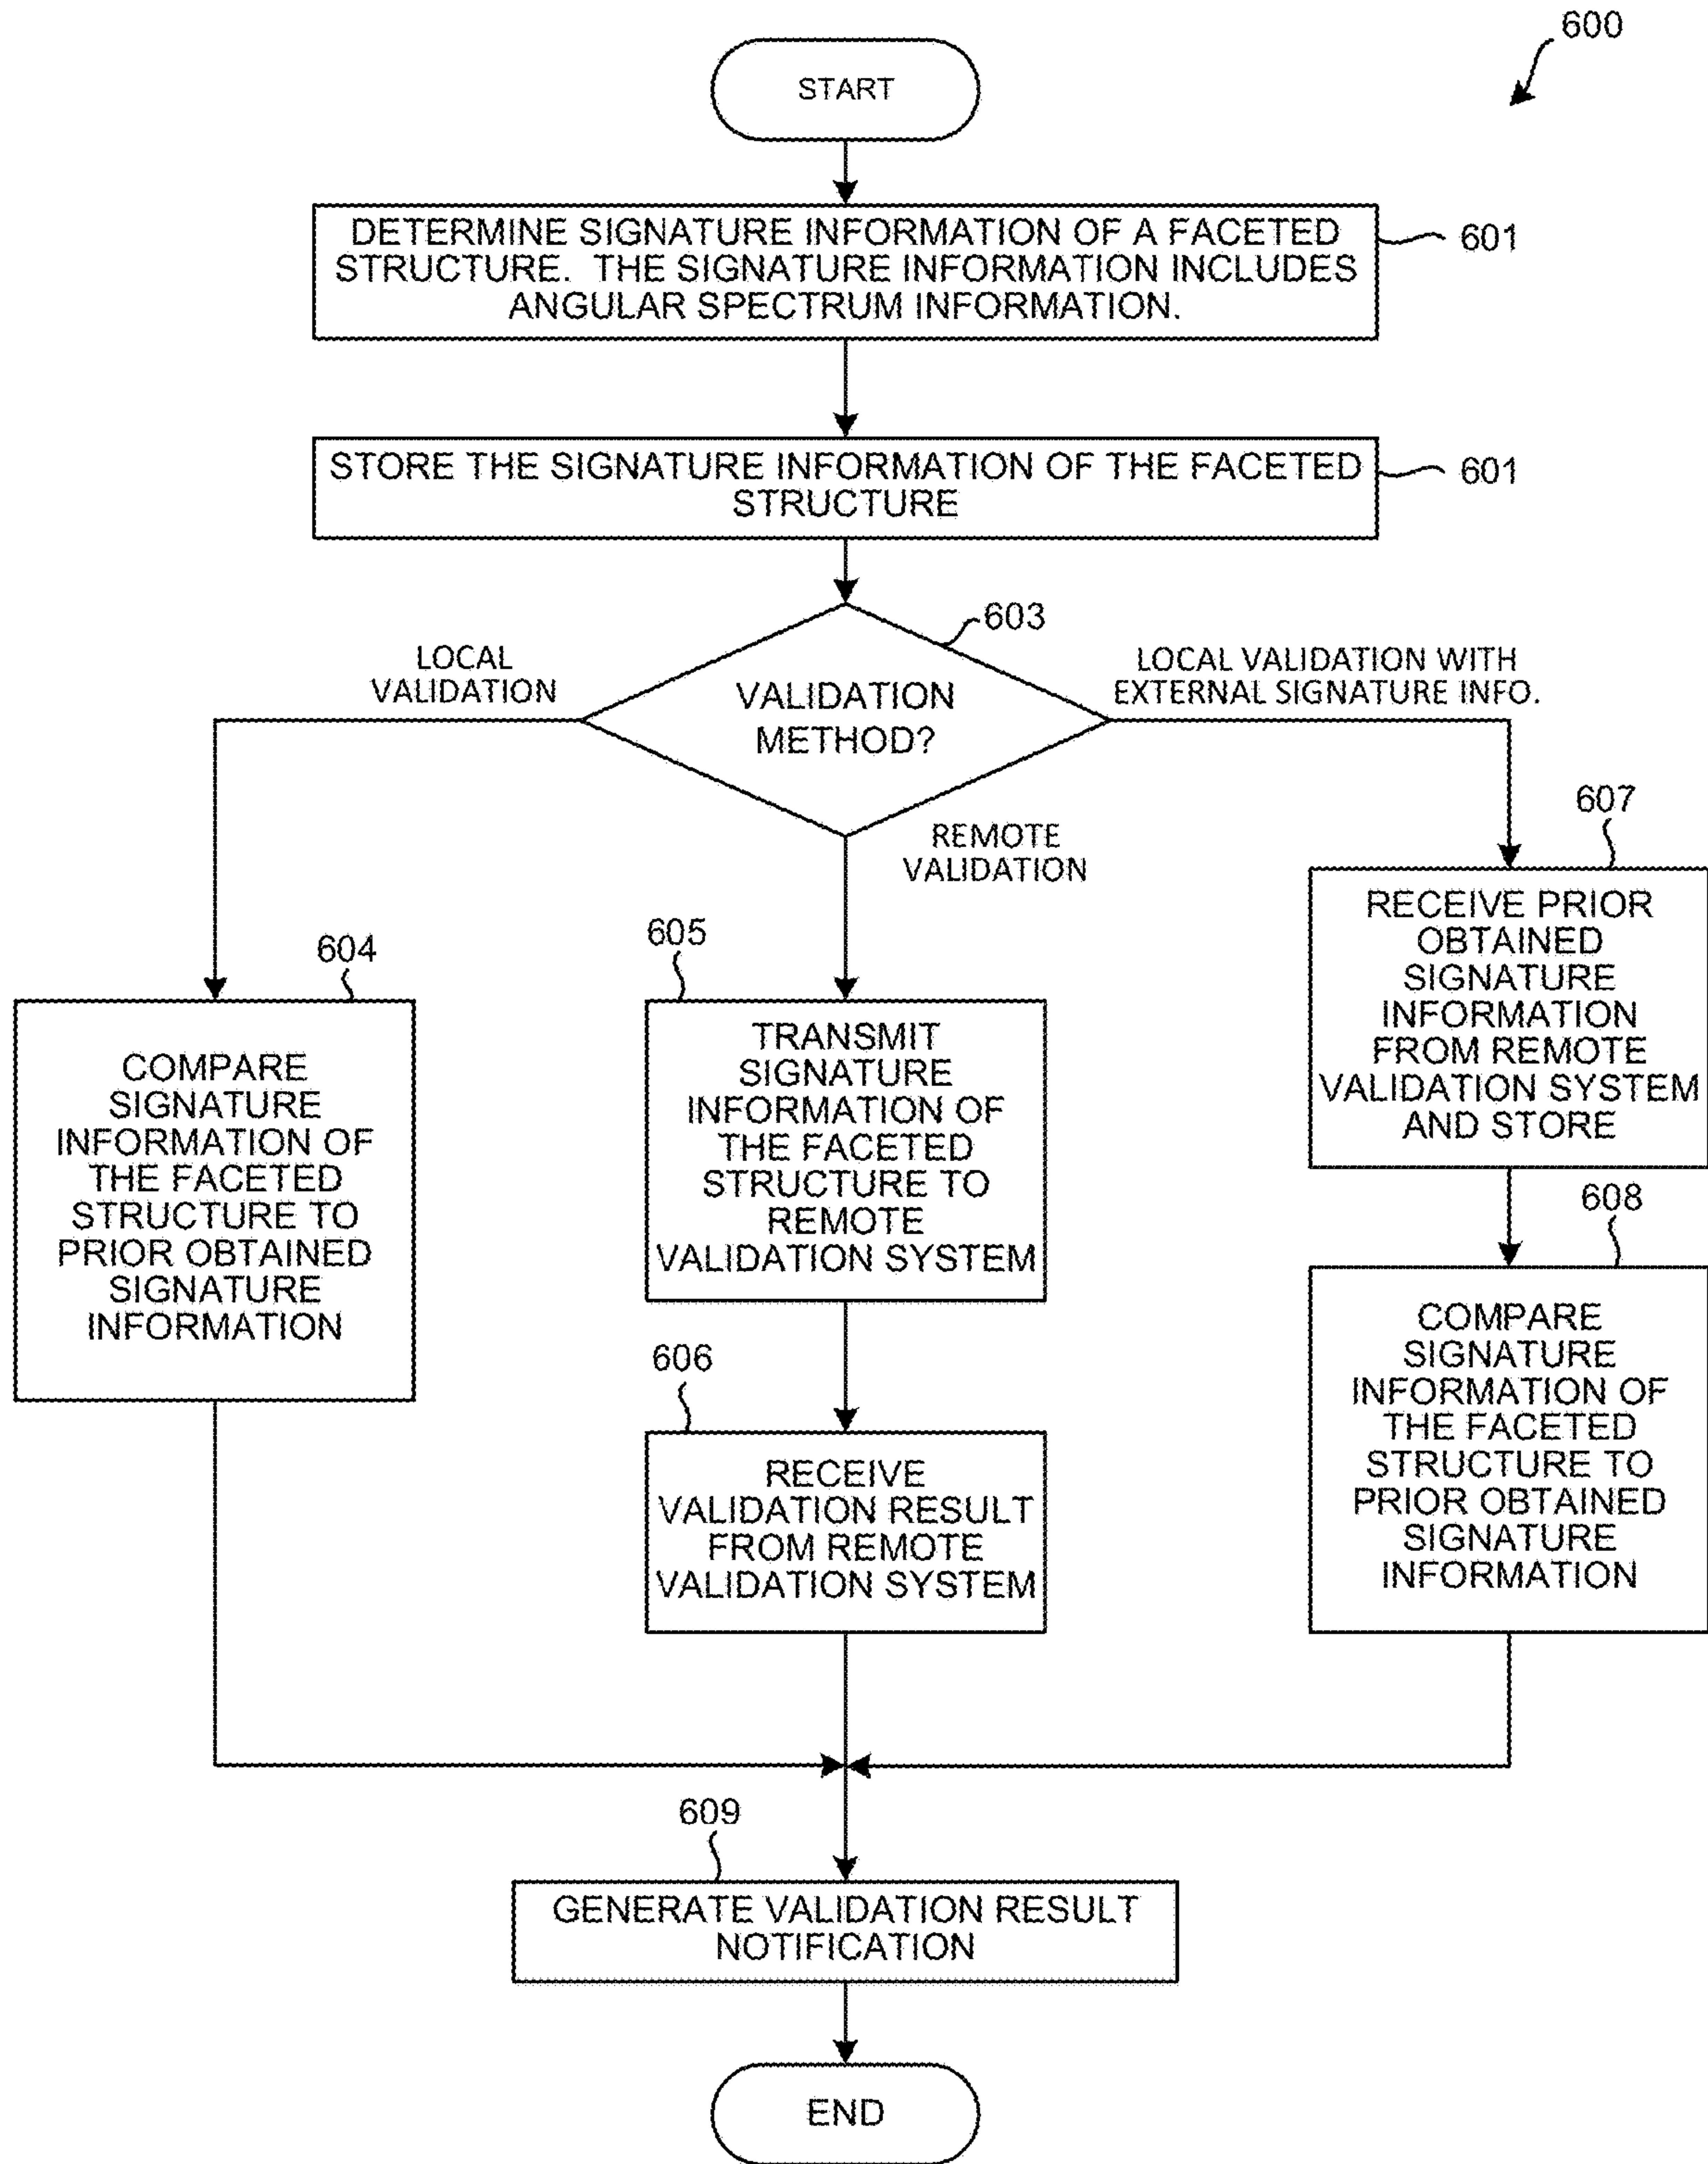 600
START
DETERMINE SIGNATURE INFORMATION OF A FACETED
STRUCTURE. THE SIGNATURE INFORMATION INCLUDES
ANGULAR SPECTRUM INFORMATION.
601
STORE THE SIGNATURE INFORMATION OF THE FACETED
STRUCTURE
601
603
VALIDATION
METHOD?
LOCAL
VALIDATION
REMOTE
VALIDATION
LOCAL VALIDATION WITH
EXTERNAL SIGNATURE INFO.
604
COMPARE
SIGNATURE
INFORMATION OF
THE FACETED
STRUCTURE TO
PRIOR OBTAINED
SIGNATURE
INFORMATION
605
TRANSMIT
SIGNATURE
INFORMATION OF
THE FACETED
STRUCTURE TO
REMOTE
VALIDATION SYSTEM
606
RECEIVE
VALIDATION RESULT
FROM REMOTE
VALIDATION SYSTEM
607
RECEIVE PRIOR
OBTAINED
SIGNATURE
INFORMATION
FROM REMOTE
VALIDATION SYSTEM
AND STORE
608
COMPARE
SIGNATURE
INFORMATION OF
THE FACETED
STRUCTURE TO
PRIOR OBTAINED
SIGNATURE
INFORMATION
609
GENERATE VALIDATION RESULT
NOTIFICATION
END